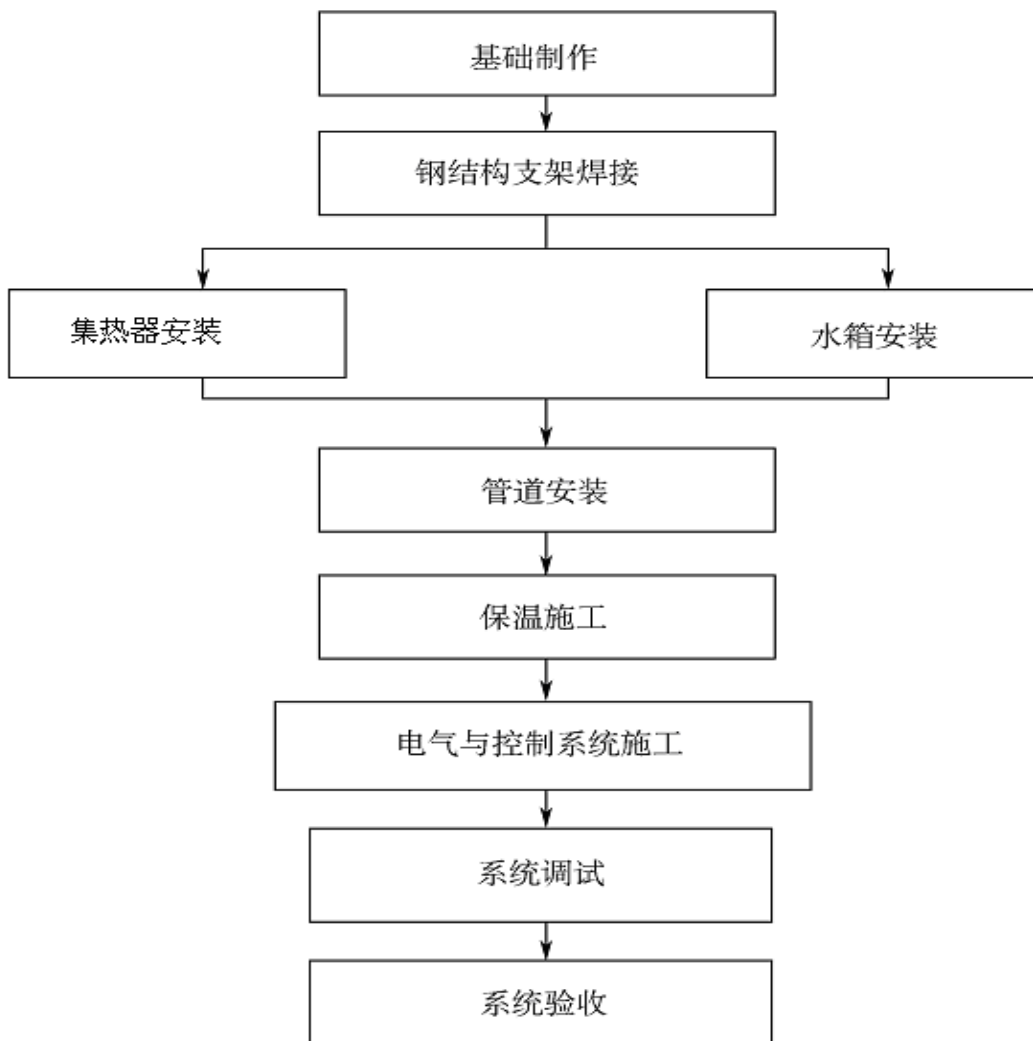 基础制作
钢结构支架焊接
集热器安装
水箱安装
管道安装
保温施工
电气与控制系统施工
系统调试
系统验收